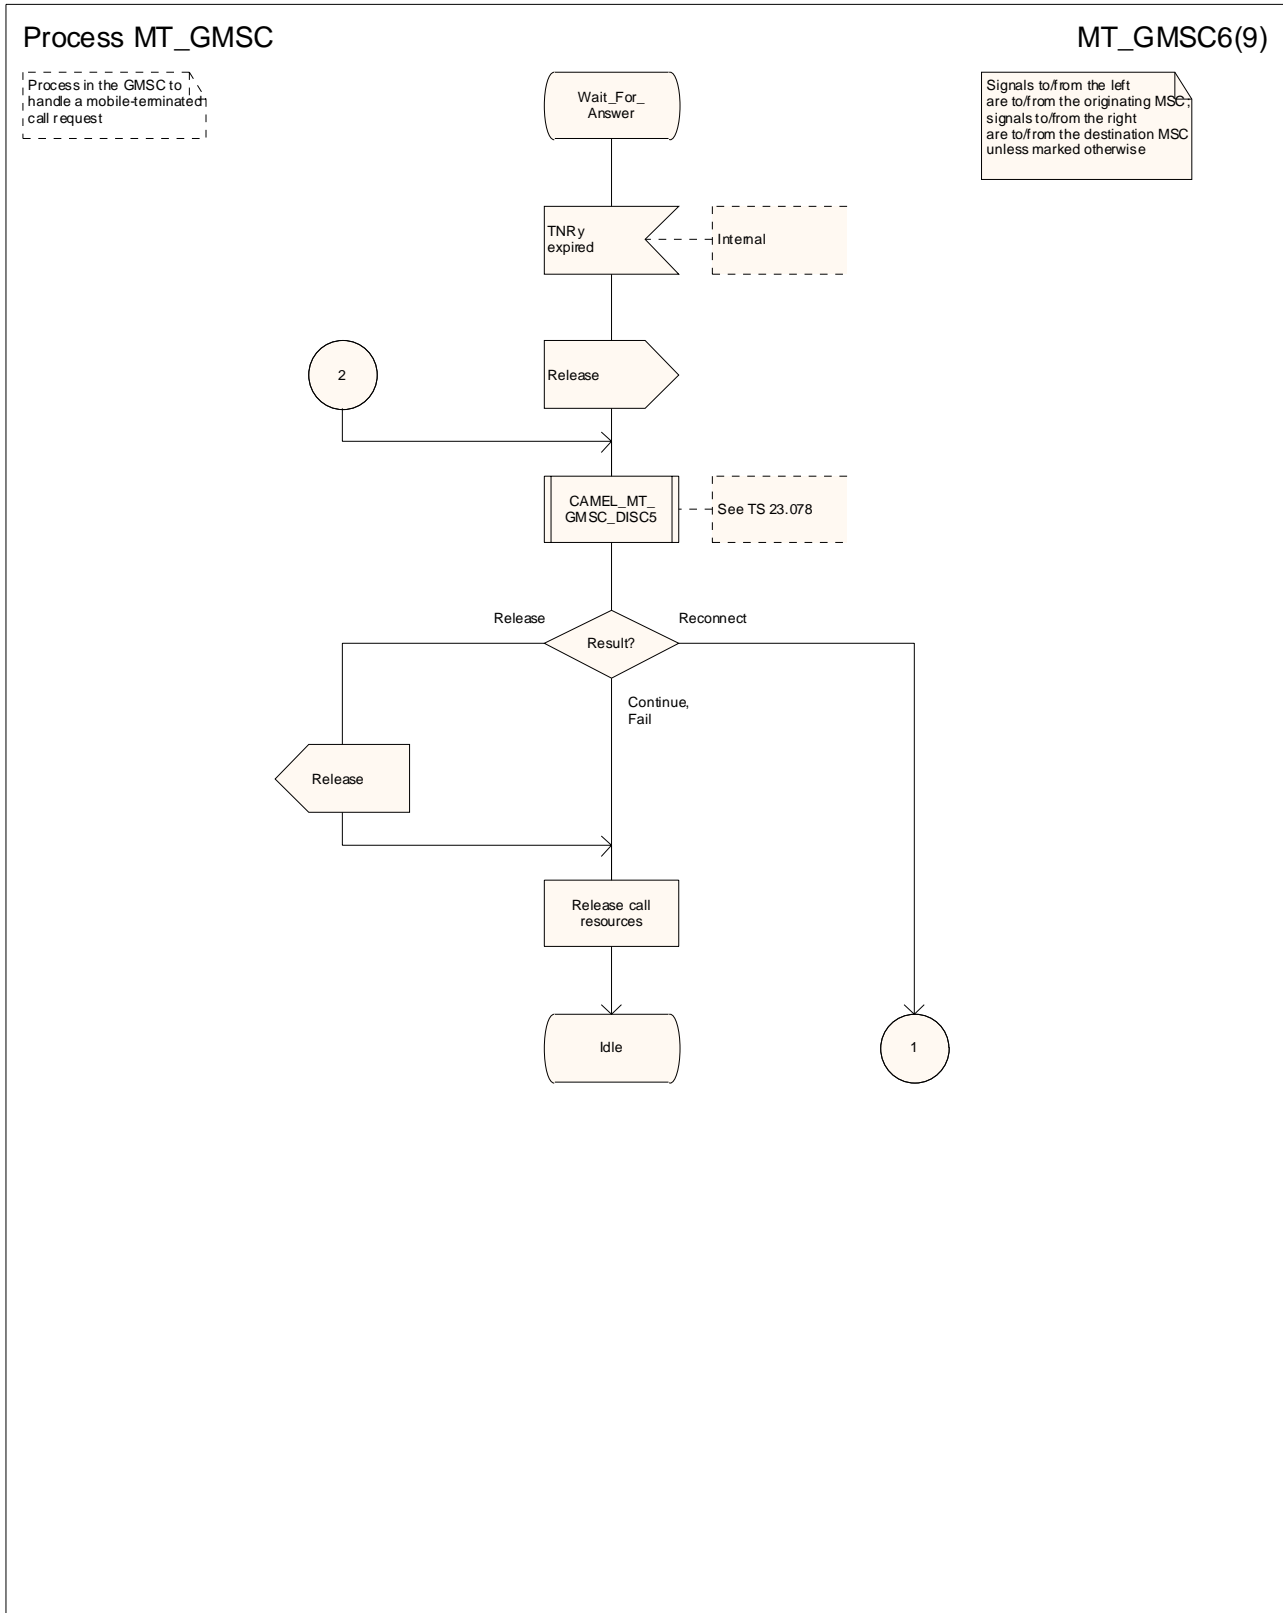 Process MT_GMSC
MT_GMSC6(9)
Process in the GMSC to
handle a mobile-terminated
call request
Signals to/from the left
are to/from the originating MSC;
signals to/from the right
are to/from the destination MSC
unless marked otherwise
Wait_For_
Answer
TNRy
expired
Internal
2
Release
CAMEL_MT_
GMSC_DISC5
See TS 23.078
Release
Reconnect
Result?
Continue,
Fail
Release
Release call
resources
Idle
1